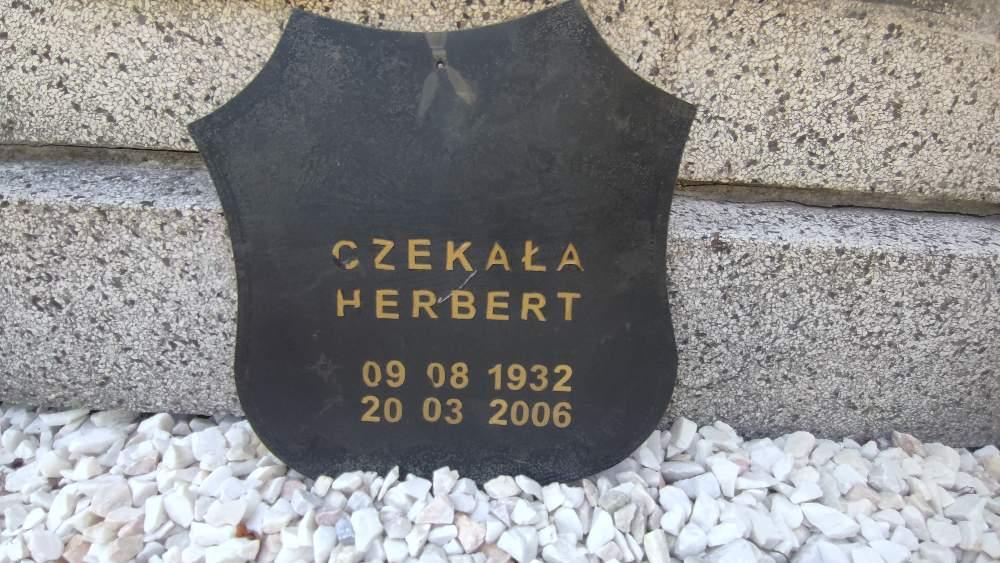 CZEKAŁA
HERBERT
09 08 1932
20 03 2006